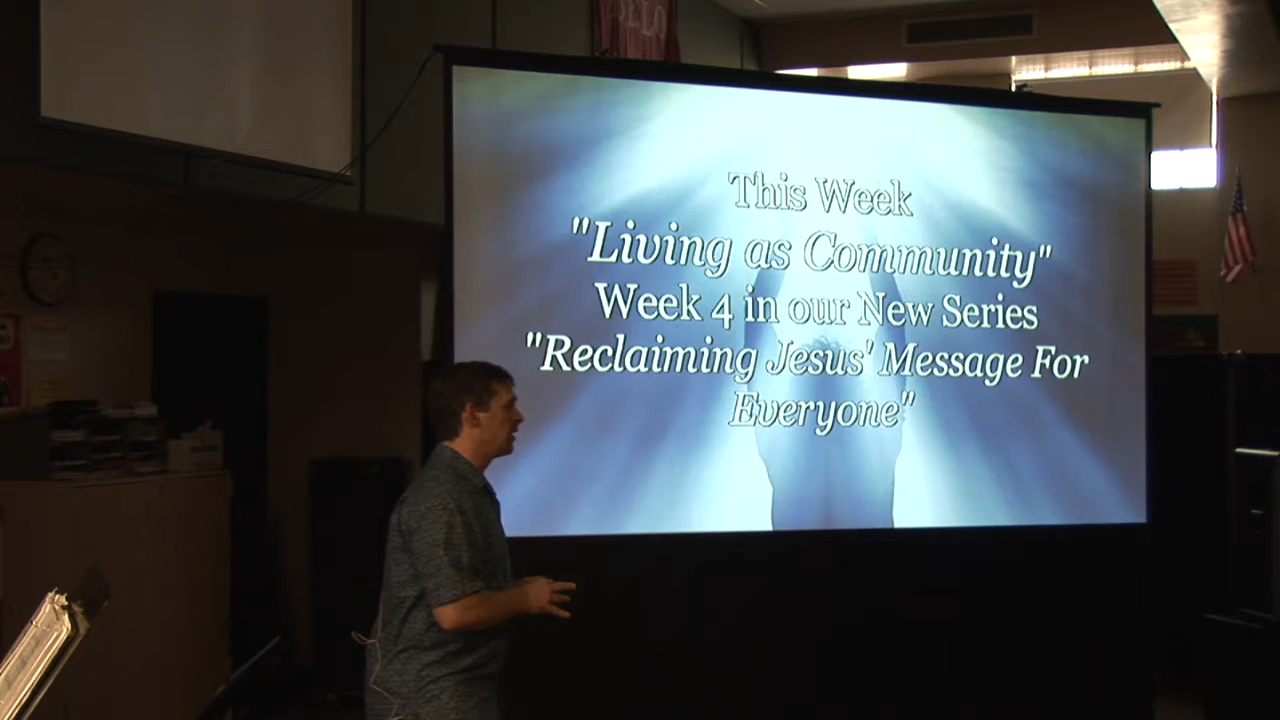 This Week
"Living as Community"
Week 4 in our New Series
"Reclaiming Jesus' Message For
Everyone"